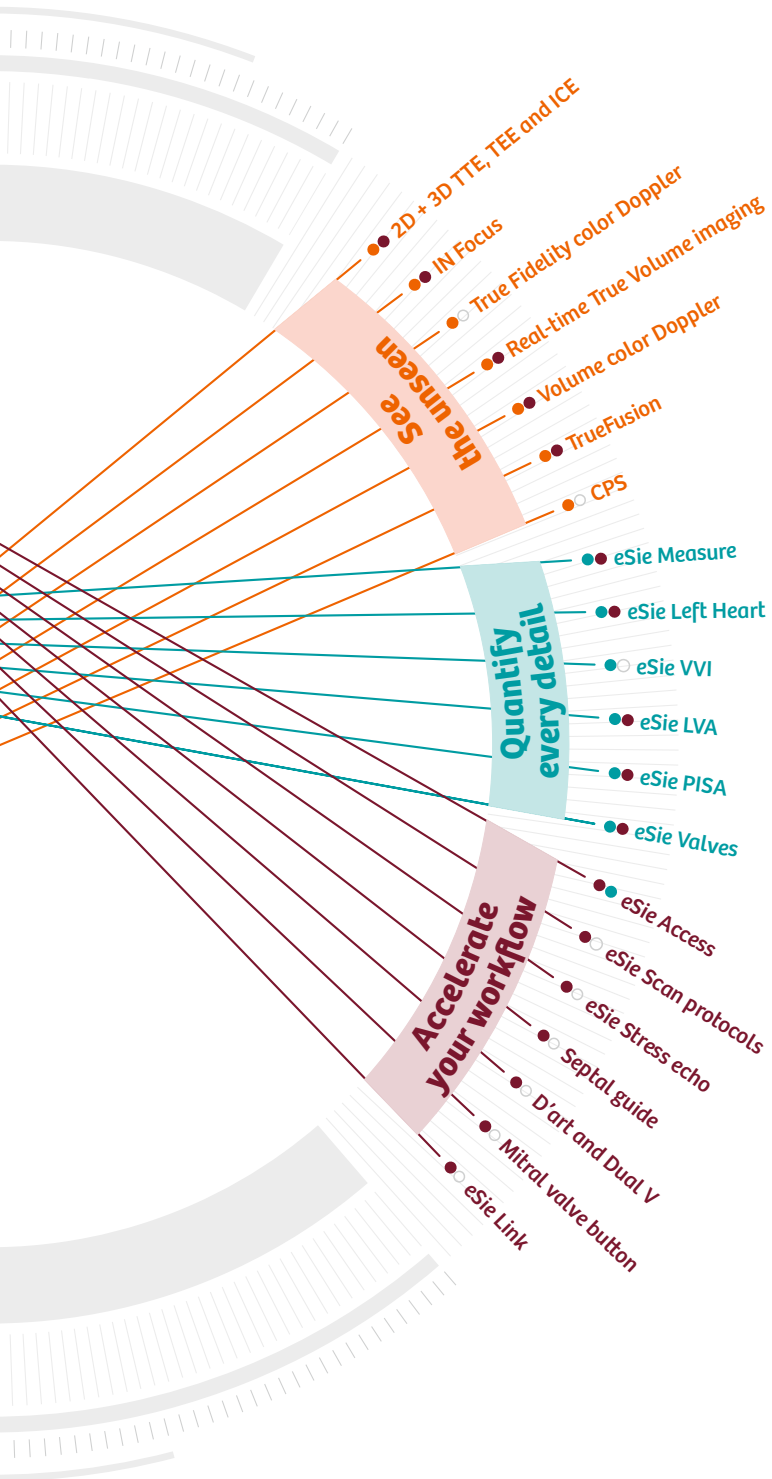 2D + 3D TTE, TEE and ICE
IN Focus
True Fidelity color Doppler
Real-time True Volume imaging
Volume color Doppler
TrueFusion
CPS
See
the unseen
eSie Measure
eSie Left Heart
eSie VVI
eSie LVA
eSie PISA
eSie Valves
Quantify
every detail
eSie Access
eSie Scan protocols
eSie Stress echo
Septal guide
D'art and Dual V
Mitral valve button
eSie Link
Accelerate
your workflow